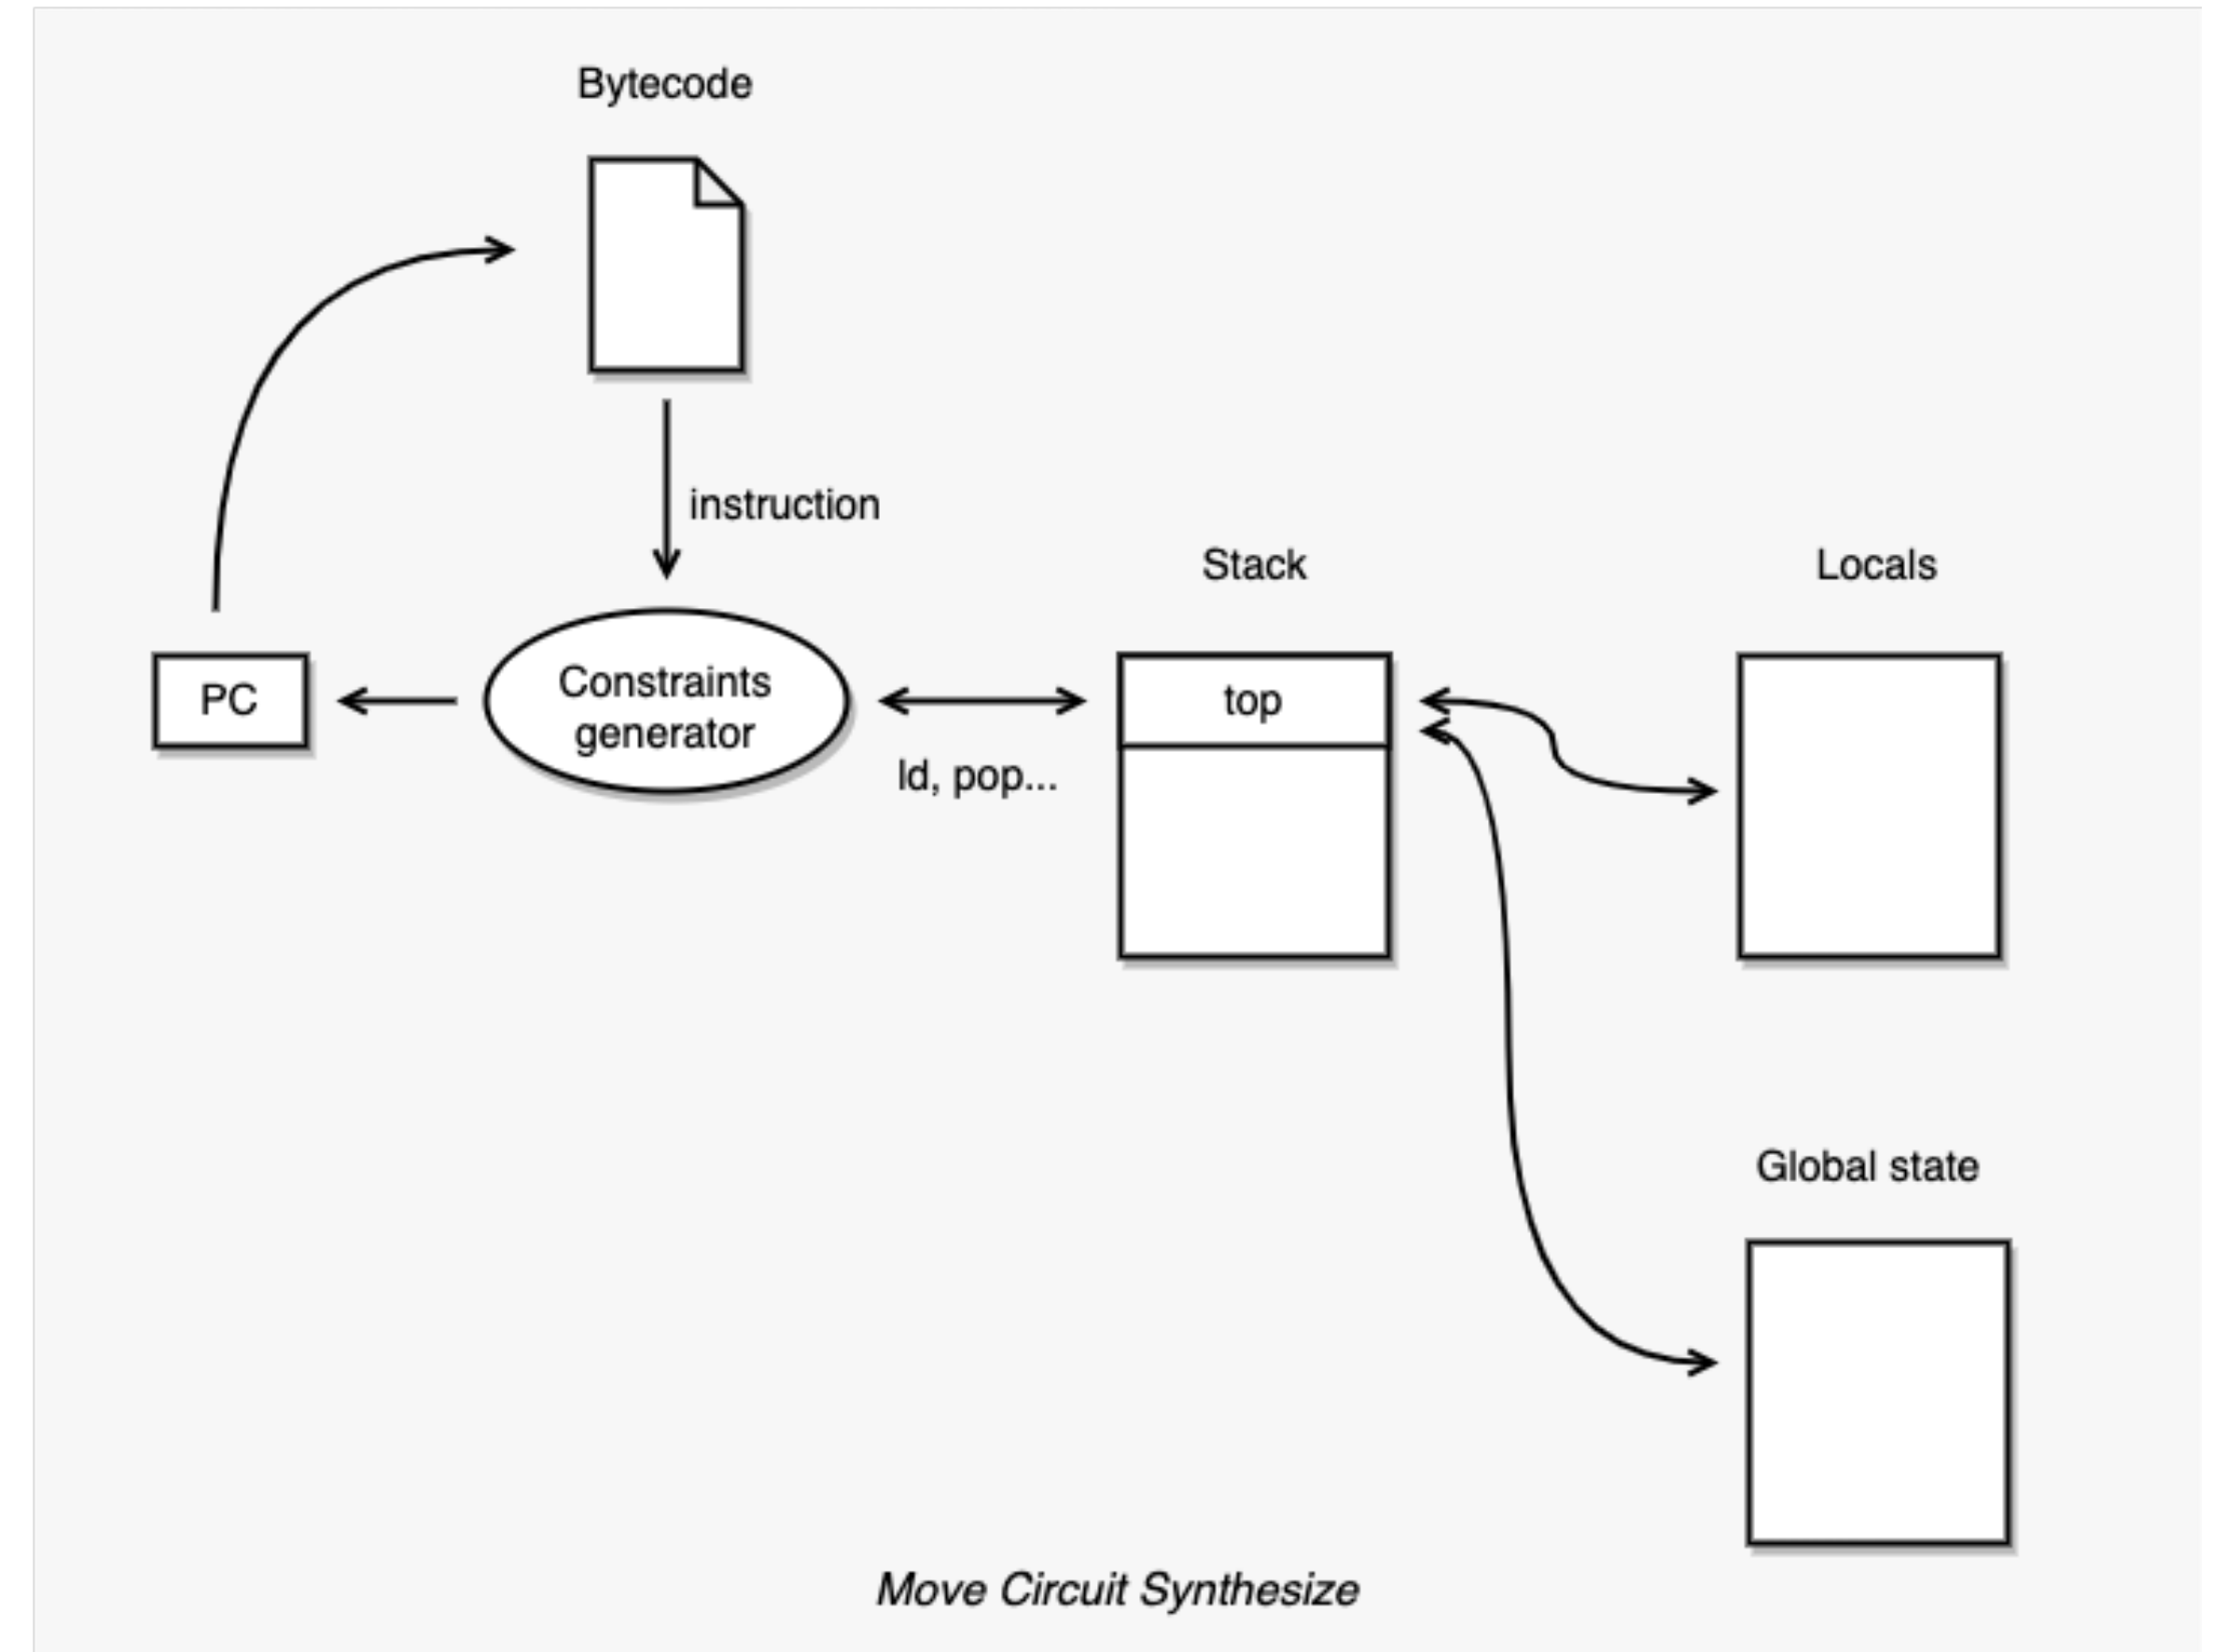 Bytecode
instruction
Stack
Locals
PC
Constraints
generator
top
ld, pop...
Global state
Move Circuit Synthesize